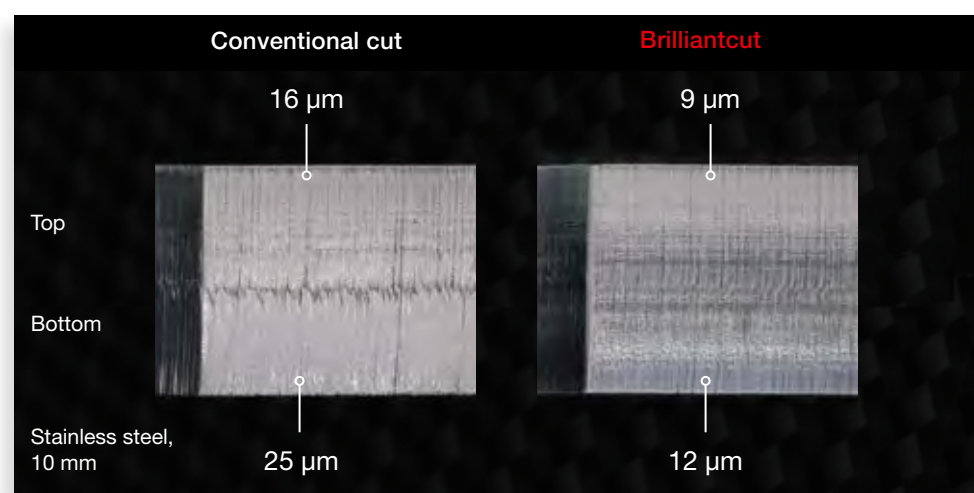 Conventional cut
Brilliantcut
16 µm
9 µm
Top
Bottom
Stainless steel,
10 mm
25 µm
12 µm